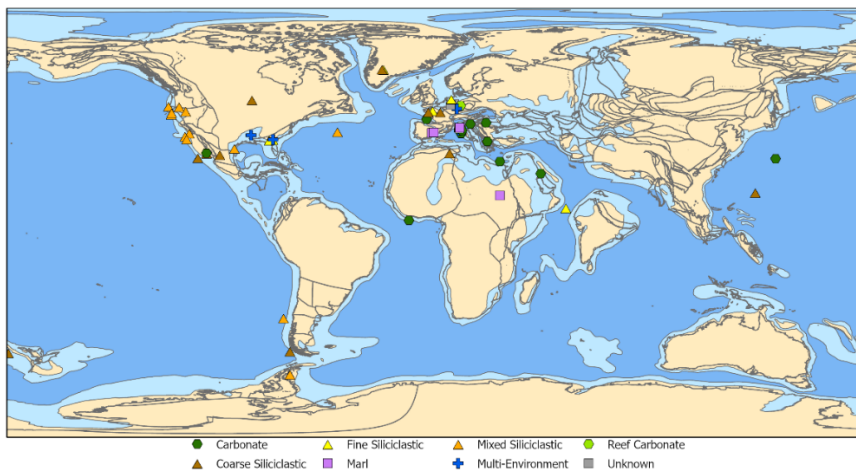 Carbonate Fine Siliciclastic Mixed Siliciclastic Reef Carbonate
Coarse Siliciclastic Marl Multi-Environment Unknown